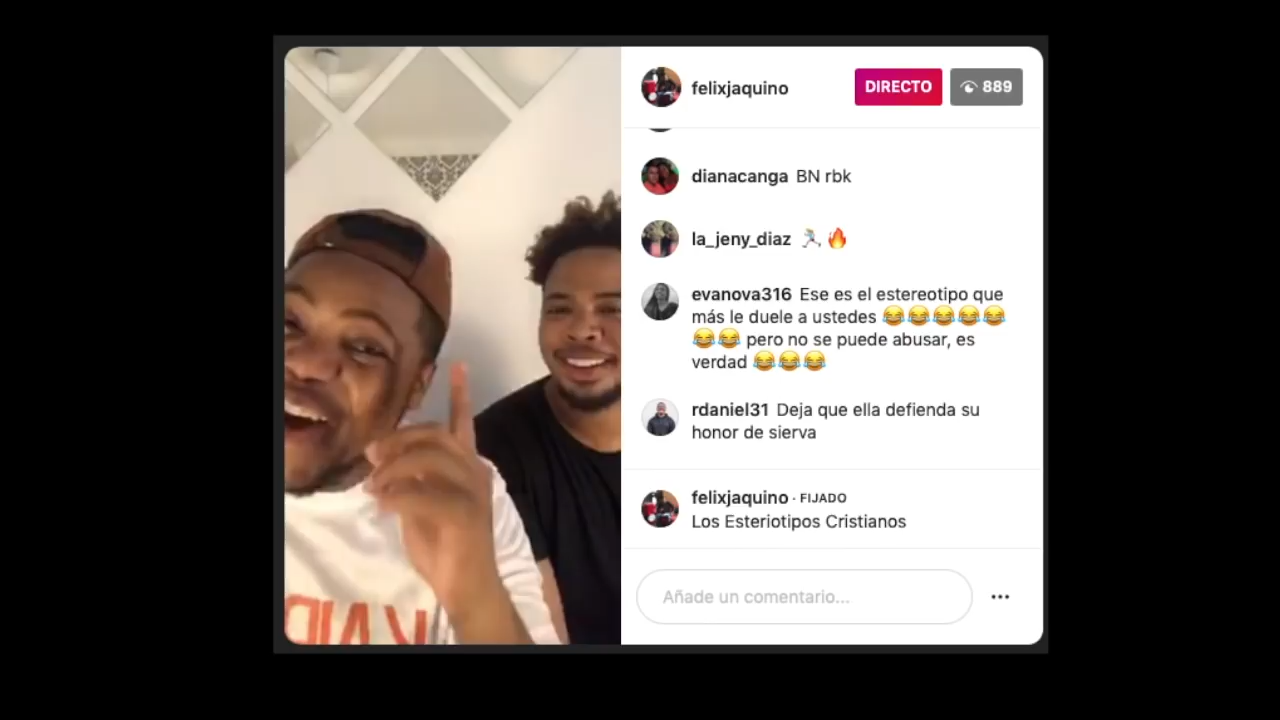 felixjaquino
DIRECTO
889
dianacanga BN rbk
la_jeny_diaz 🏃🏻‍♀️🔥
evanova316 Ese es el estereotipo que
más le duele a ustedes 😂😂😂😂😂
😂😂 pero no se puede abusar, es
verdad 😂😂😂
rdaniel31 Deja que ella defienda su
honor de sierva
felixjaquino · FIJADO
Los Esteriotipos Cristianos
Añade un comentario...